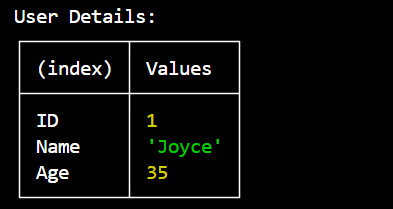 User Details:
(index) Values
ID 1
Name 'Joyce'
Age 35